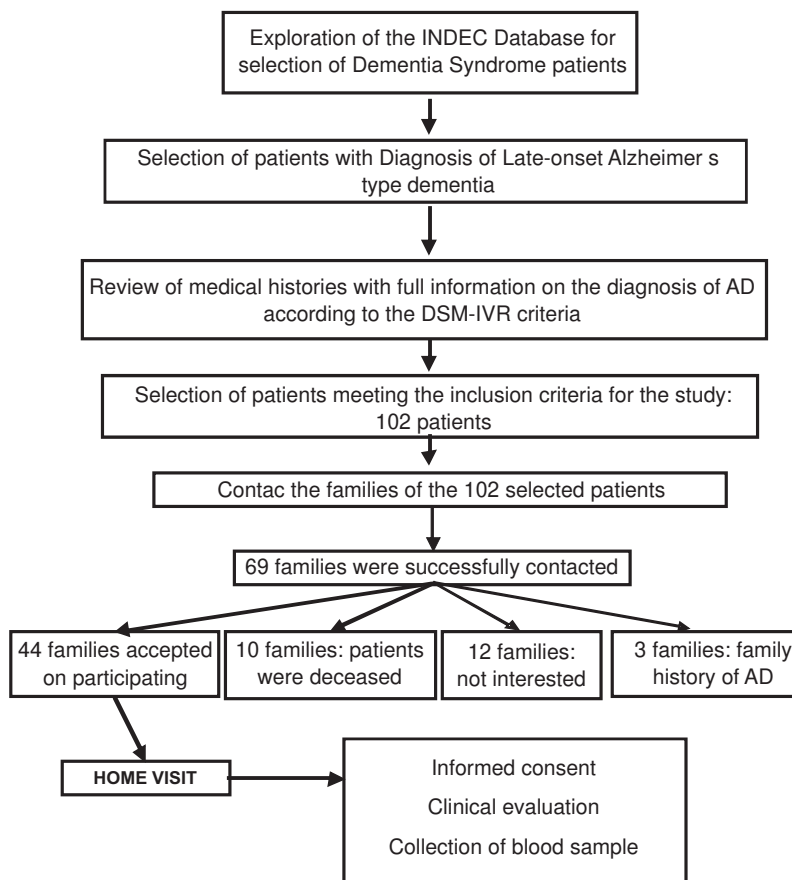 Exploration of the INDEC Database for
selection of Dementia Syndrome patients
Selection of patients with Diagnosis of Late-onset Alzheimer s
type dementia
Review of medical histories with full information on the diagnosis of AD
according to the DSM-IVR criteria
Selection of patients meeting the inclusion criteria for the study:
102 patients
Contac the families of the 102 selected patients
69 families were successfully contacted
44 families accepted
on participating
10 families: patients
were deceased
12 families:
not interested
3 families: family
history of AD
HOME VISIT
Informed consent
Clinical evaluation
Collection of blood sample